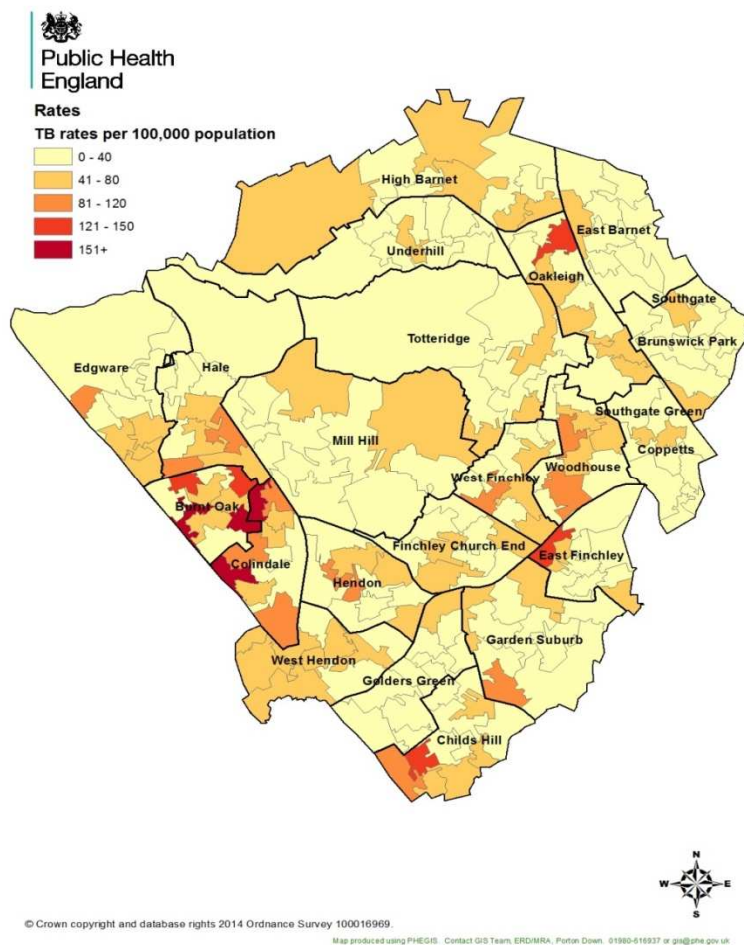 Public Health
England
Rates
TB rates per 100,000 population
0 - 40
41 - 80
81 - 120
121 - 150
151+
High Barnet
East Barnet
Underhill
Oakleigh
Southgate
Totteridge
Brunswick Park
Edgware
Hale
Southgate Green
Mill Hill
Coppetts
West Finchley
Woodhouse
Burnt Oak
Finchley Church End
East Finchley
Colindale
Hendon
Garden Suburb
West Hendon
Golders Green
Childs Hill
N
W
E
S
© Crown copyright and database rights 2014 Ordnance Survey 100016969.
Map produced using PHEGIS. Contact GIS Team, ERD/MRA, Porton Down. 01980-616937 or gis@phe.gov.uk